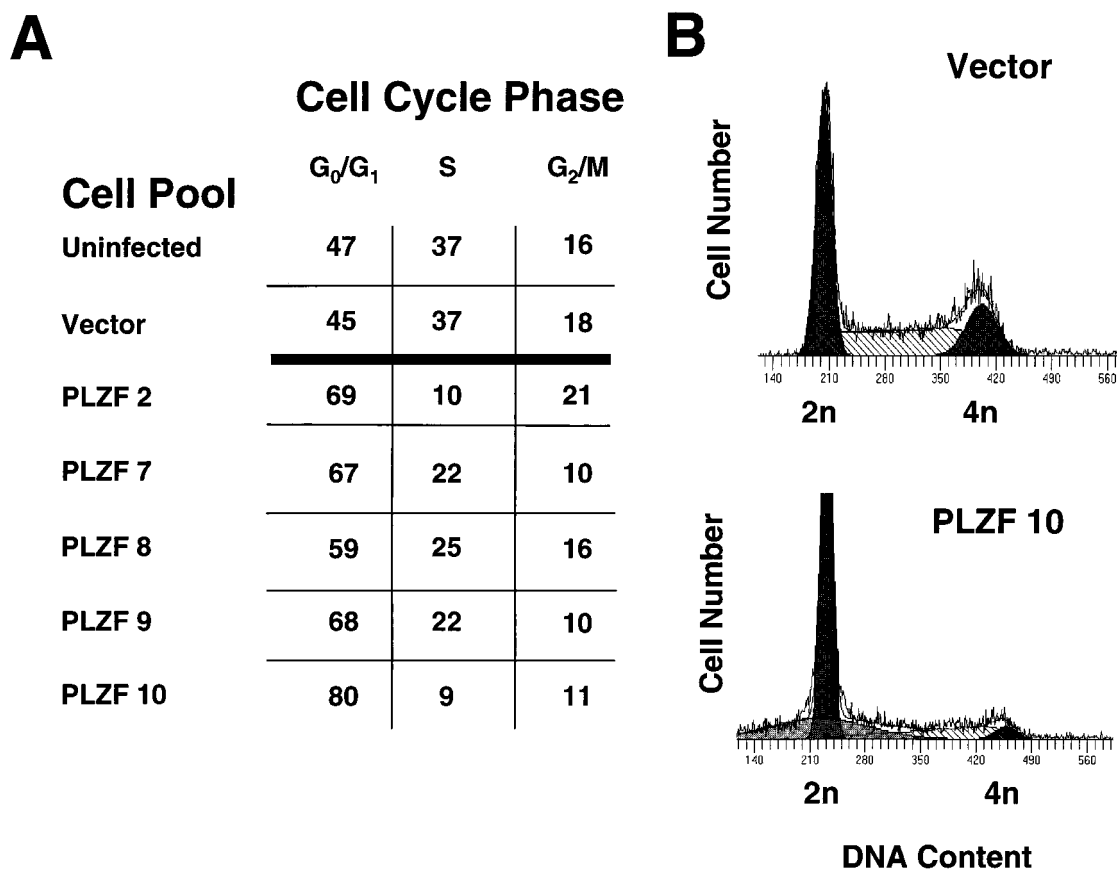 A
Cell Cycle Phase
G₀/G₁ S G₂/M
Cell Pool
Uninfected 47 37 16
Vector 45 37 18
PLZF 2 69 10 21
PLZF 7 67 22 10
PLZF 8 59 25 16
PLZF 9 68 22 10
PLZF 10 80 9 11
B
Vector
Cell Number
140 210 280 350 420 490 560
2n 4n
PLZF 10
Cell Number
140 210 280 350 420 490 560
2n 4n
DNA Content